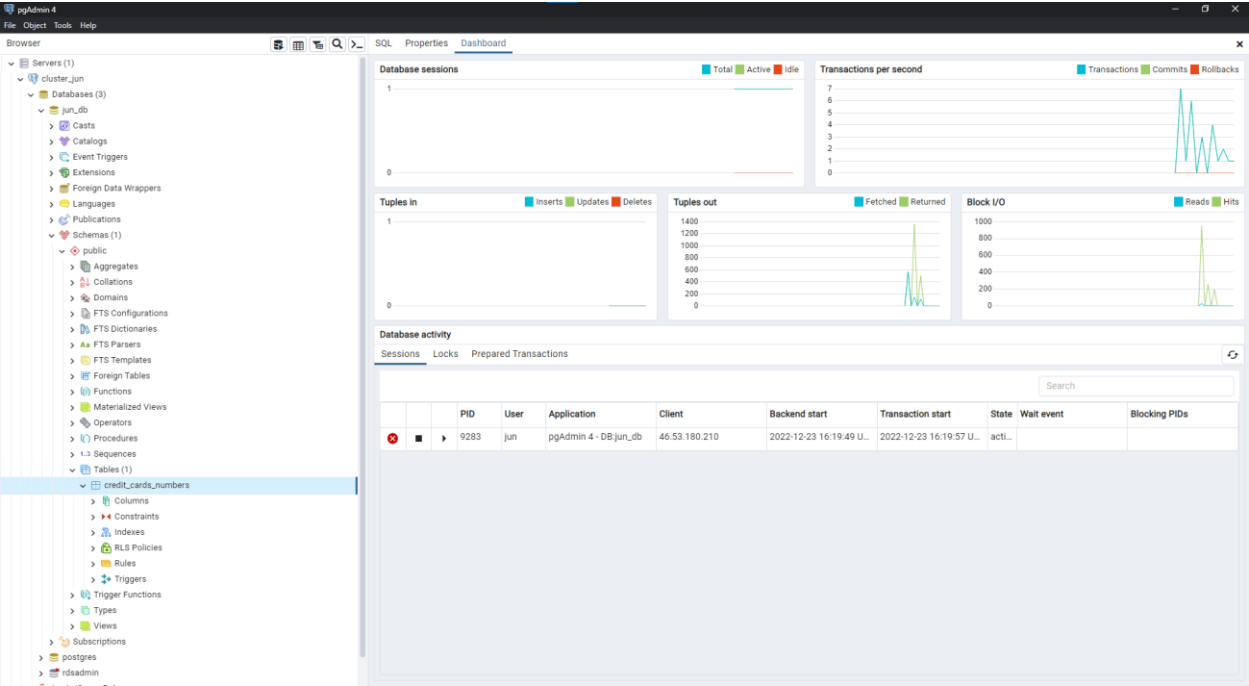 pgAdmin 4
File Object Tools Help
Browser
SQL Properties Dashboard
Servers (1)
cluster_jun
Databases (3)
jun_db
Casts
Catalogs
Event Triggers
Extensions
Foreign Data Wrappers
Languages
Publications
Schemas (1)
public
Aggregates
Collations
Domains
FTS Configurations
FTS Dictionaries
FTS Parsers
FTS Templates
Foreign Tables
Functions
Materialized Views
Operators
Procedures
1..3 Sequences
Tables (1)
credit_cards_numbers
Columns
Constraints
Indexes
RLS Policies
Rules
Triggers
Trigger Functions
Types
Views
Subscriptions
postgres
rdsadmin
Database sessions Total Active Idle
1
0
Transactions per second Transactions Commits Rollbacks
7
6
5
4
3
2
1
0
Tuples in Inserts Updates Deletes
1
0
Tuples out Fetched Returned
1400
1200
1000
800
600
400
200
0
Block I/O Reads Hits
1000
800
600
400
200
0
Database activity
Sessions Locks Prepared Transactions
Search
PID User Application Client Backend start Transaction start State Wait event Blocking PIDs
9283 jun pgAdmin 4 - DB:jun_db 46.53.180.210 2022-12-23 16:19:49 U... 2022-12-23 16:19:57 U... acti...